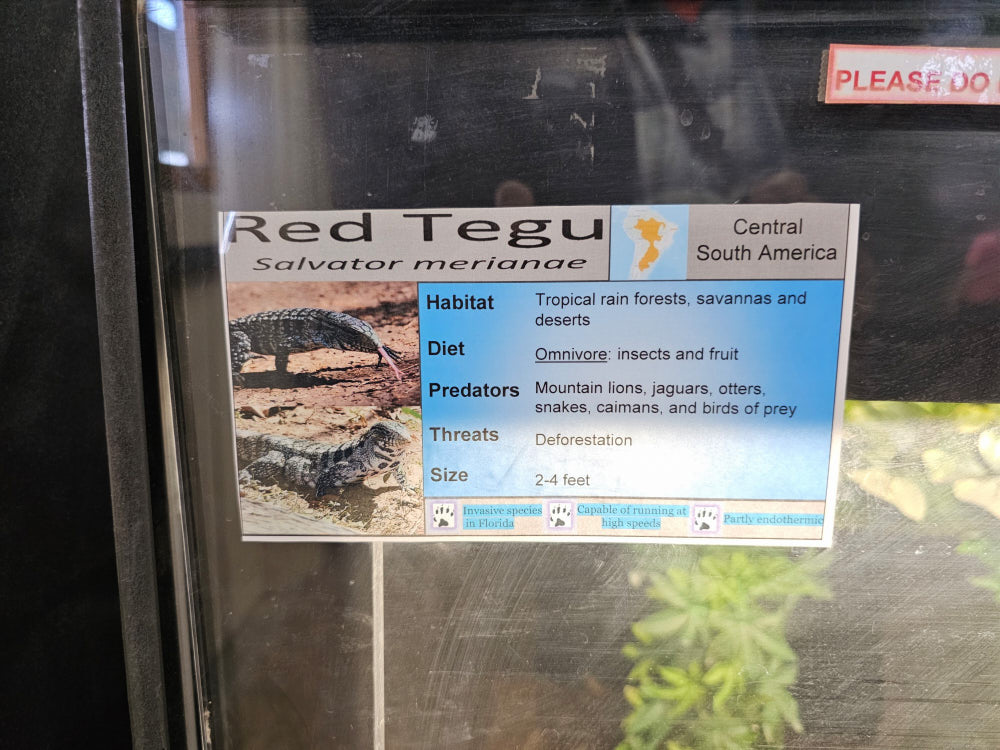 PLEASE DO
Red Tegu
Salvator merianae
Central
South America
Habitat
Tropical rain forests, savannas and
deserts
Diet
Omnivore: insects and fruit
Predators
Mountain lions, jaguars, otters,
snakes, caimans, and birds of prey
Threats
Deforestation
Size
2-4 feet
Invasive species
in Florida
Capable of running at
high speeds
Partly endothermic